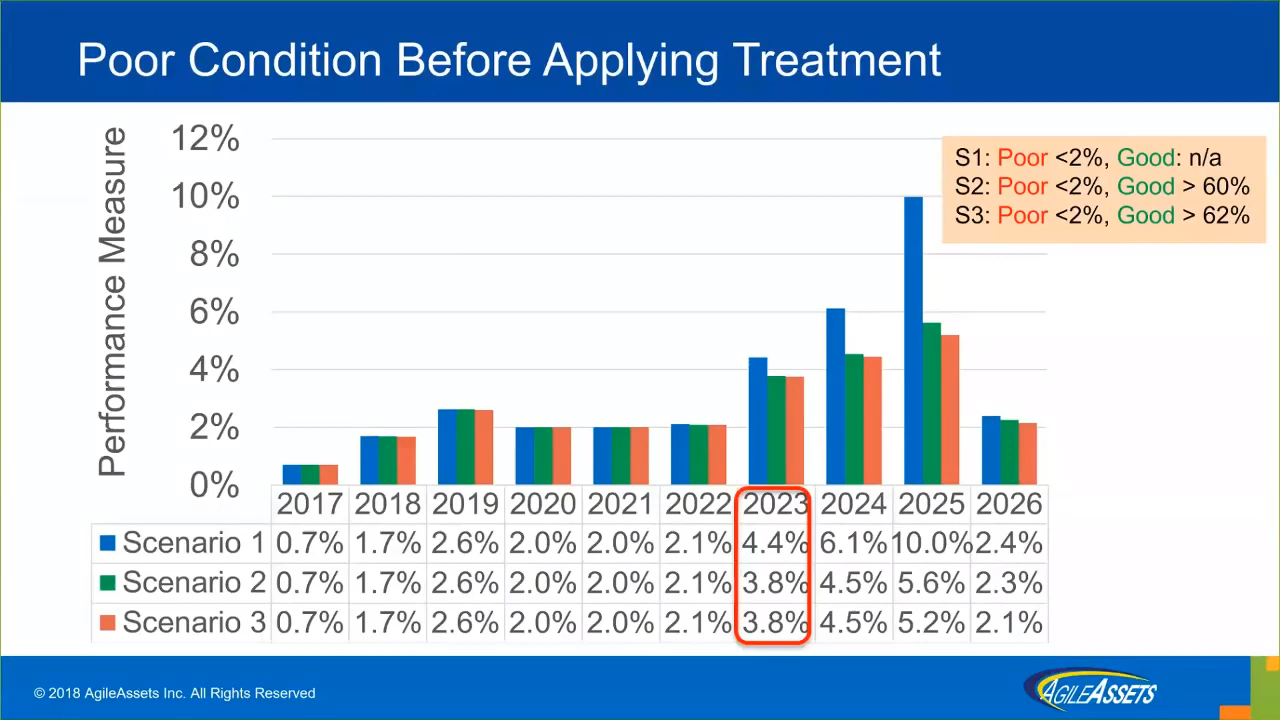 Poor Condition Before Applying Treatment
Performance Measure
12%
10%
8%
6%
4%
2%
0%
S1: Poor <2%, Good: n/a
S2: Poor <2%, Good > 60%
S3: Poor <2%, Good > 62%
2017 2018 2019 2020 2021 2022 2023 2024 2025 2026
Scenario 1 0.7% 1.7% 2.6% 2.0% 2.0% 2.1% 4.4% 6.1% 10.0% 2.4%
Scenario 2 0.7% 1.7% 2.6% 2.0% 2.0% 2.1% 3.8% 4.5% 5.6% 2.3%
Scenario 3 0.7% 1.7% 2.6% 2.0% 2.0% 2.1% 3.8% 4.5% 5.2% 2.1%
© 2018 AgileAssets Inc. All Rights Reserved
AGILEASSETS